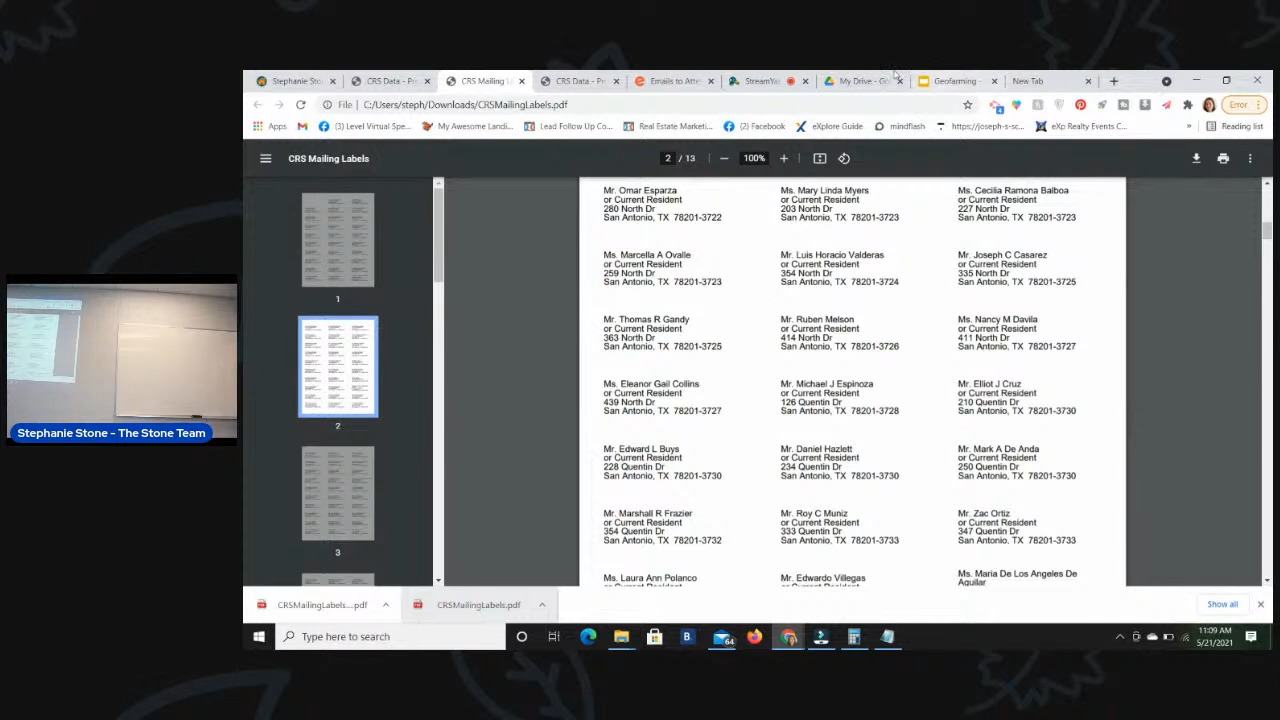 Stephanie Sto
CRS Data - Pr
CRS Mailing L
CRS Data - Pr
Emails to Atte
StreamYa
My Drive - Go
Geofarming -
New Tab
File
C:/Users/steph/Downloads/CRSMailingLabels.pdf
Error
Apps
(3) Level Virtual Spe...
My Awesome Landi...
Lead Follow Up Co...
Real Estate Marketi...
(2) Facebook
eXplore Guide
mindflash
https://joseph-s-sc...
eXp Realty Events C...
»
Reading list
CRS Mailing Labels
2 / 13
100%
1
2
3
Mr. Omar Esparza
or Current Resident
280 North Dr
San Antonio, TX 78201-3722
Ms. Mary Linda Myers
or Current Resident
203 North Dr
San Antonio, TX 78201-3723
Ms. Cecilia Ramona Balboa
or Current Resident
227 North Dr
San Antonio, TX 78201-3723
Ms. Marcella A Ovalle
or Current Resident
259 North Dr
San Antonio, TX 78201-3723
Mr. Luis Horacio Valderas
or Current Resident
354 North Dr
San Antonio, TX 78201-3724
Mr. Joseph C Casarez
or Current Resident
335 North Dr
San Antonio, TX 78201-3725
Mr. Thomas R Gandy
or Current Resident
363 North Dr
San Antonio, TX 78201-3725
Mr. Ruben Melson
or Current Resident
414 North Dr
San Antonio, TX 78201-3726
Ms. Nancy M Davila
or Current Resident
411 North Dr
San Antonio, TX 78201-3727
Ms. Eleanor Gail Collins
or Current Resident
439 North Dr
San Antonio, TX 78201-3727
Mr. Michael J Espinoza
or Current Resident
126 Quentin Dr
San Antonio, TX 78201-3728
Mr. Elliot J Cruz
or Current Resident
210 Quentin Dr
San Antonio, TX 78201-3730
Mr. Edward L Buys
or Current Resident
228 Quentin Dr
San Antonio, TX 78201-3730
Mr. Daniel Hazlett
or Current Resident
234 Quentin Dr
San Antonio, TX 78201-3730
Mr. Mark A De Anda
or Current Resident
250 Quentin Dr
San Antonio, TX 78201-3730
Mr. Marshall R Frazier
or Current Resident
354 Quentin Dr
San Antonio, TX 78201-3732
Mr. Roy C Muniz
or Current Resident
333 Quentin Dr
San Antonio, TX 78201-3733
Mr. Zac Ortiz
or Current Resident
347 Quentin Dr
San Antonio, TX 78201-3733
Ms. Laura Ann Polanco
or Current Resident
Mr. Edwardo Villegas
or Current Resident
Ms. Maria De Los Angeles De
Aguilar
Stephanie Stone - The Stone Team
CRSMailingLabels....pdf
CRSMailingLabels.pdf
Show all
Type here to search
B.
64
11:09 AM
5/21/2021